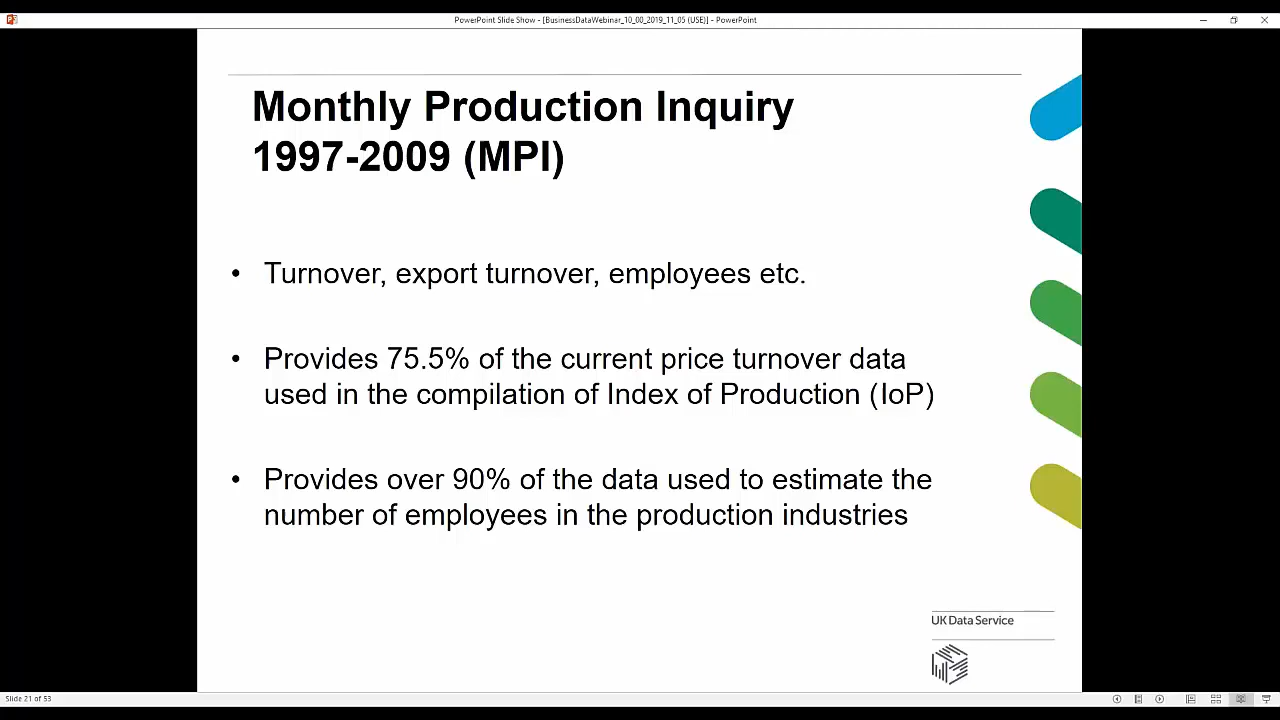 PowerPoint Slide Show - [BusinessDataWebinar_10_00_2019_11_05 (USE)] - PowerPoint
Monthly Production Inquiry
1997-2009 (MPI)
• Turnover, export turnover, employees etc.
• Provides 75.5% of the current price turnover data
used in the compilation of Index of Production (IoP)
• Provides over 90% of the data used to estimate the
number of employees in the production industries
UK Data Service
Slide 21 of 53